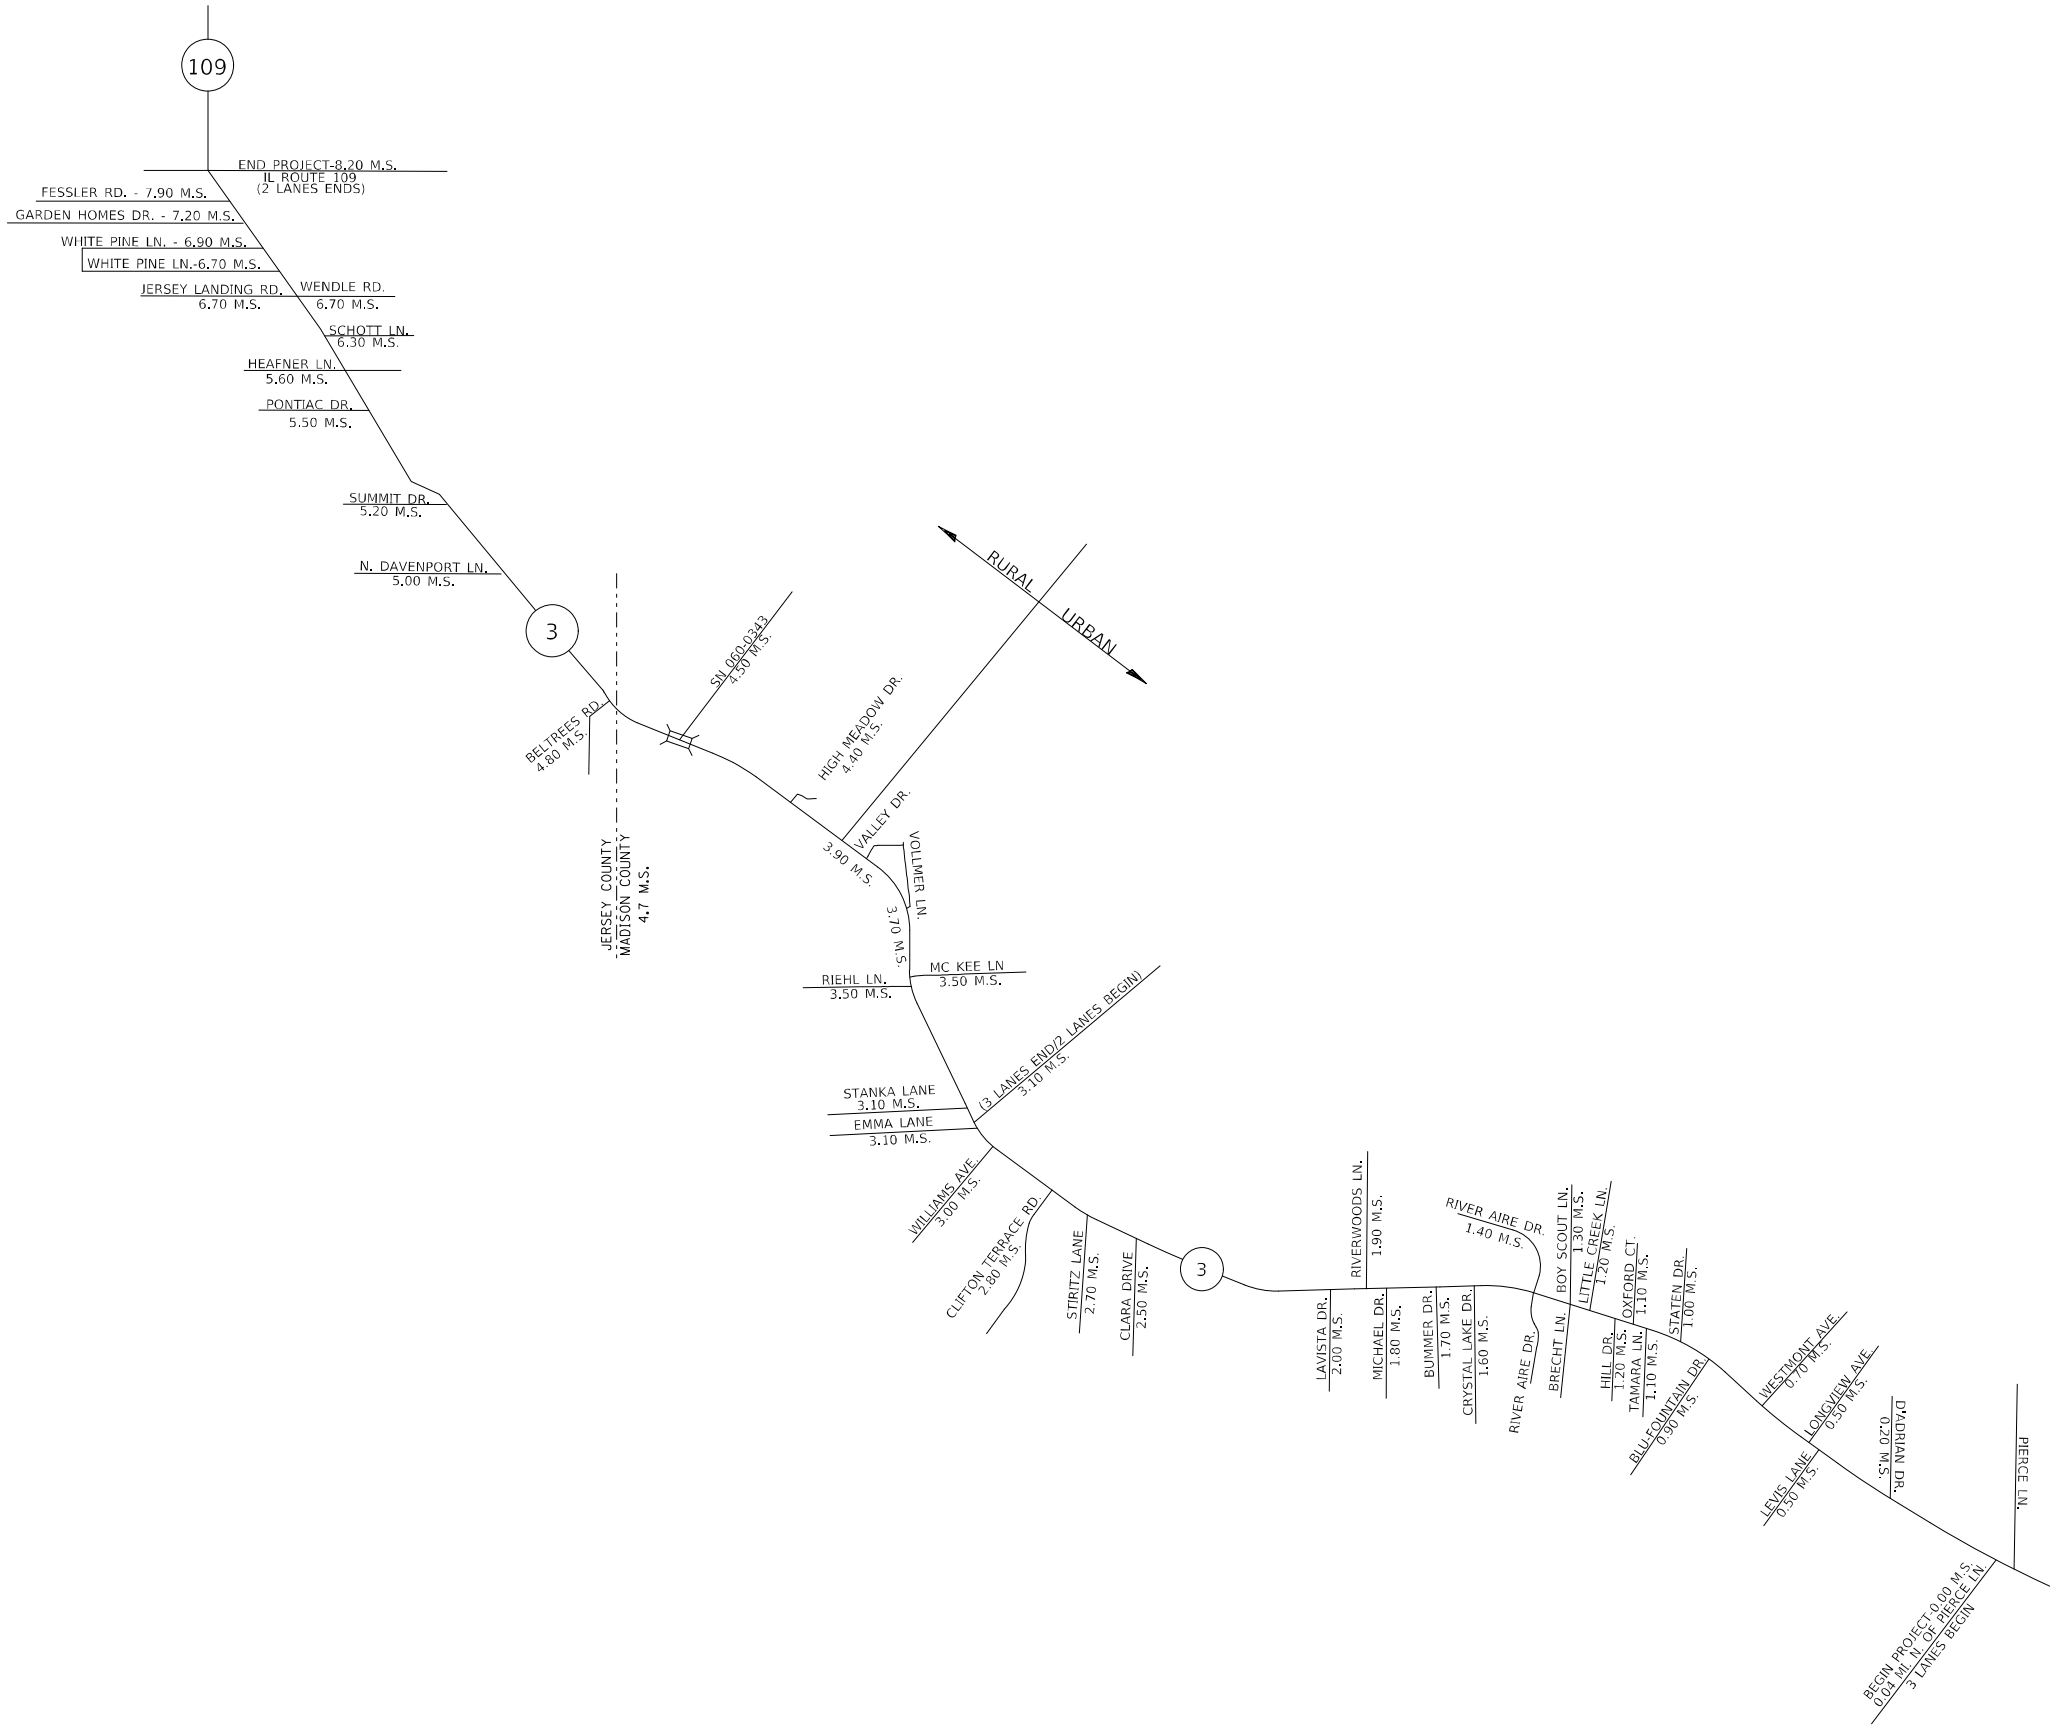 109
END PROJECT-8.20 M.S.
IL ROUTE 109
(2 LANES ENDS)
FESSLER RD. - 7.90 M.S.
GARDEN HOMES DR. - 7.20 M.S.
WHITE PINE LN. - 6.90 M.S.
WHITE PINE LN.-6.70 M.S.
JERSEY LANDING RD.
6.70 M.S.
WENDLE RD.
6.70 M.S.
SCHOTT LN.
6.30 M.S.
HEAFNER LN.
5.60 M.S.
PONTIAC DR.
5.50 M.S.
SUMMIT DR.
5.20 M.S.
N. DAVENPORT LN.
5.00 M.S.
3
BELTREES RD.
4.80 M.S.
JERSEY COUNTY
MADISON COUNTY
4.7 M.S.
SN 060-0343
4.50 M.S.
RURAL
URBAN
HIGH MEADOW DR.
4.40 M.S.
VALLEY DR.
3.90 M.S.
VOLLMER LN.
3.70 M.S.
RIEHL LN.
3.50 M.S.
MC KEE LN
3.50 M.S.
(3 LANES END/2 LANES BEGIN)
3.10 M.S.
STANKA LANE
3.10 M.S.
EMMA LANE
3.10 M.S.
WILLIAMS AVE.
3.00 M.S.
CLIFTON TERRACE RD.
2.80 M.S.
STIRITZ LANE
2.70 M.S.
CLARA DRIVE
2.50 M.S.
3
LAVISTA DR.
2.00 M.S.
RIVERWOODS LN.
1.90 M.S.
MICHAEL DR.
1.80 M.S.
BUMMER DR.
1.70 M.S.
CRYSTAL LAKE DR.
1.60 M.S.
RIVER AIRE DR.
1.40 M.S.
RIVER AIRE DR.
BOY SCOUT LN.
1.30 M.S.
BRECHT LN.
LITTLE CREEK LN.
1.20 M.S.
HILL DR.
1.20 M.S.
OXFORD CT.
1.10 M.S.
TAMARA LN.
1.10 M.S.
STATEN DR.
1.00 M.S.
BLU-FOUNTAIN DR.
0.90 M.S.
WESTMONT AVE.
0.70 M.S.
LONGVIEW AVE.
0.50 M.S.
LEVIS LANE
0.50 M.S.
D'ADRIAN DR.
0.20 M.S.
PIERCE LN.
BEGIN PROJECT-0.00 M.S.
0.04 MI. N. OF PIERCE LN.
3 LANES BEGIN